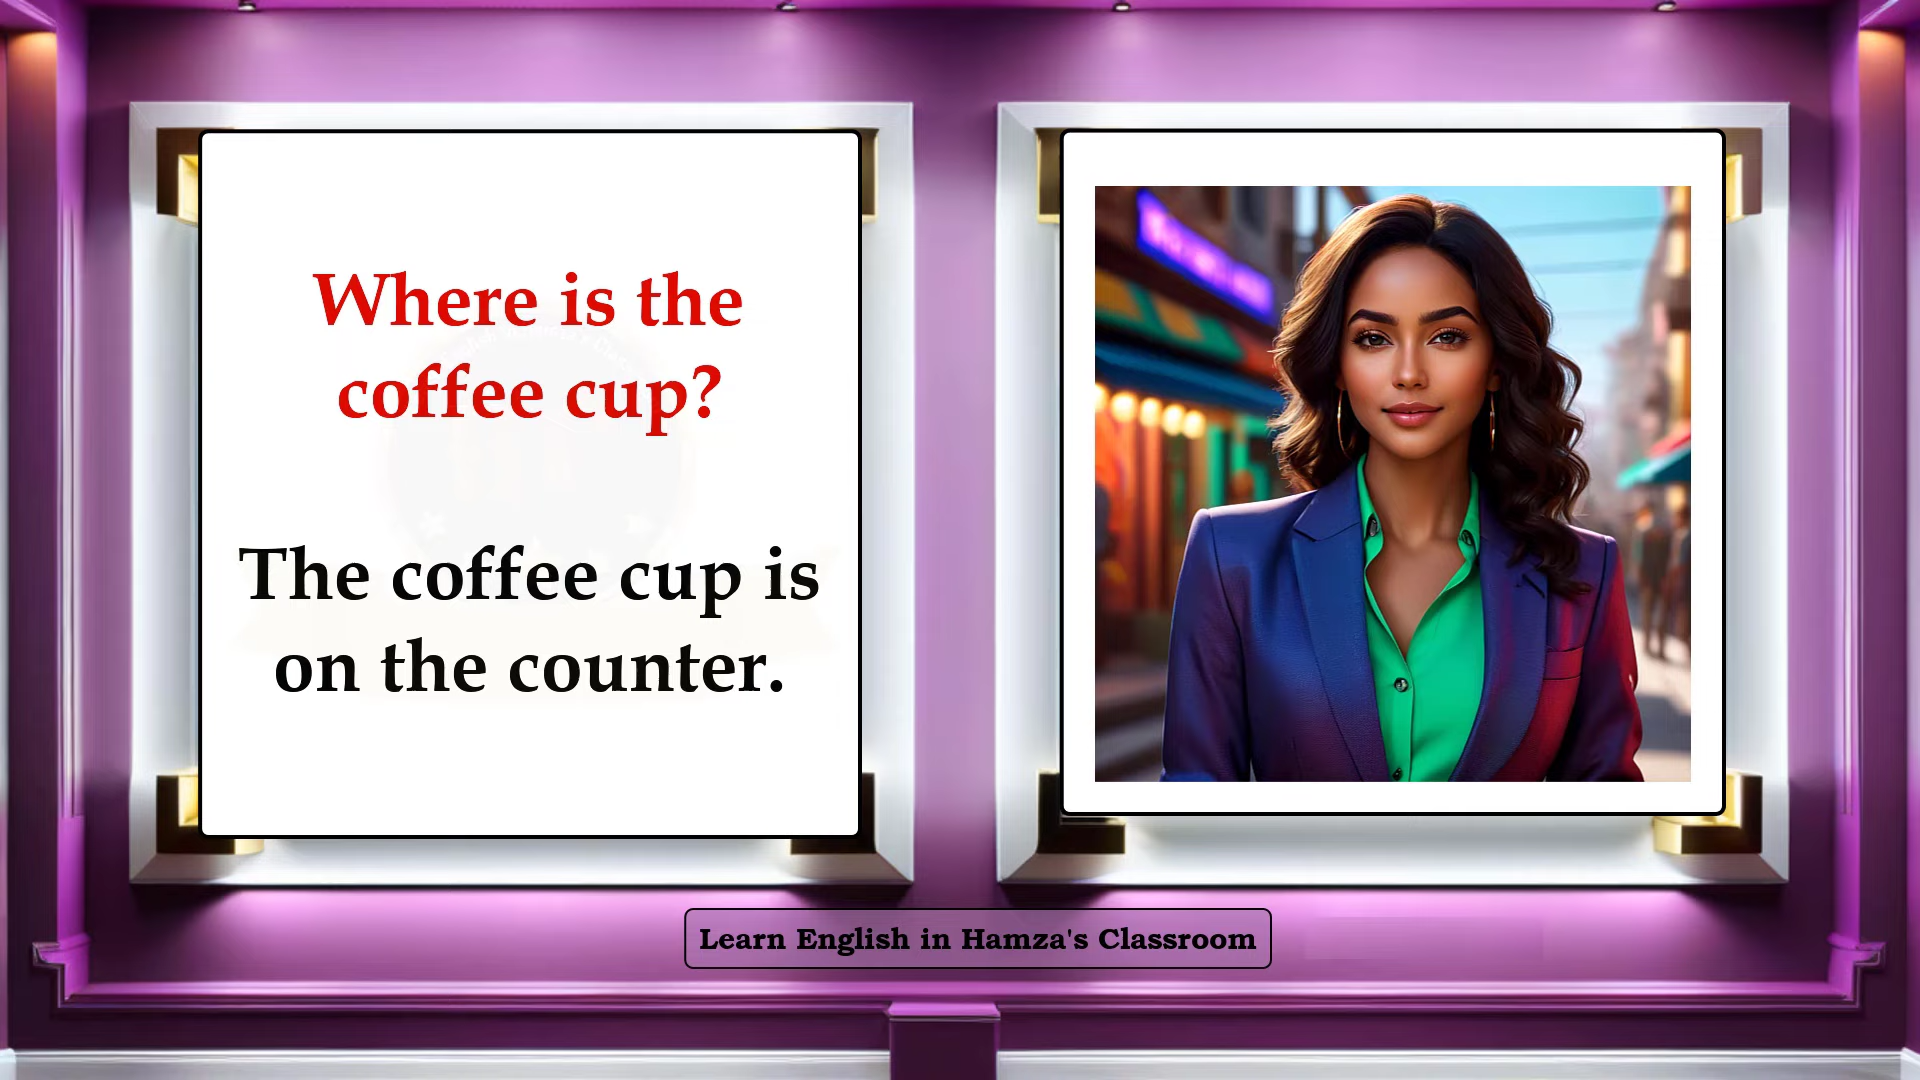 Where is the
coffee cup?
The coffee cup is
on the counter.
Learn English in Hamza's Classroom